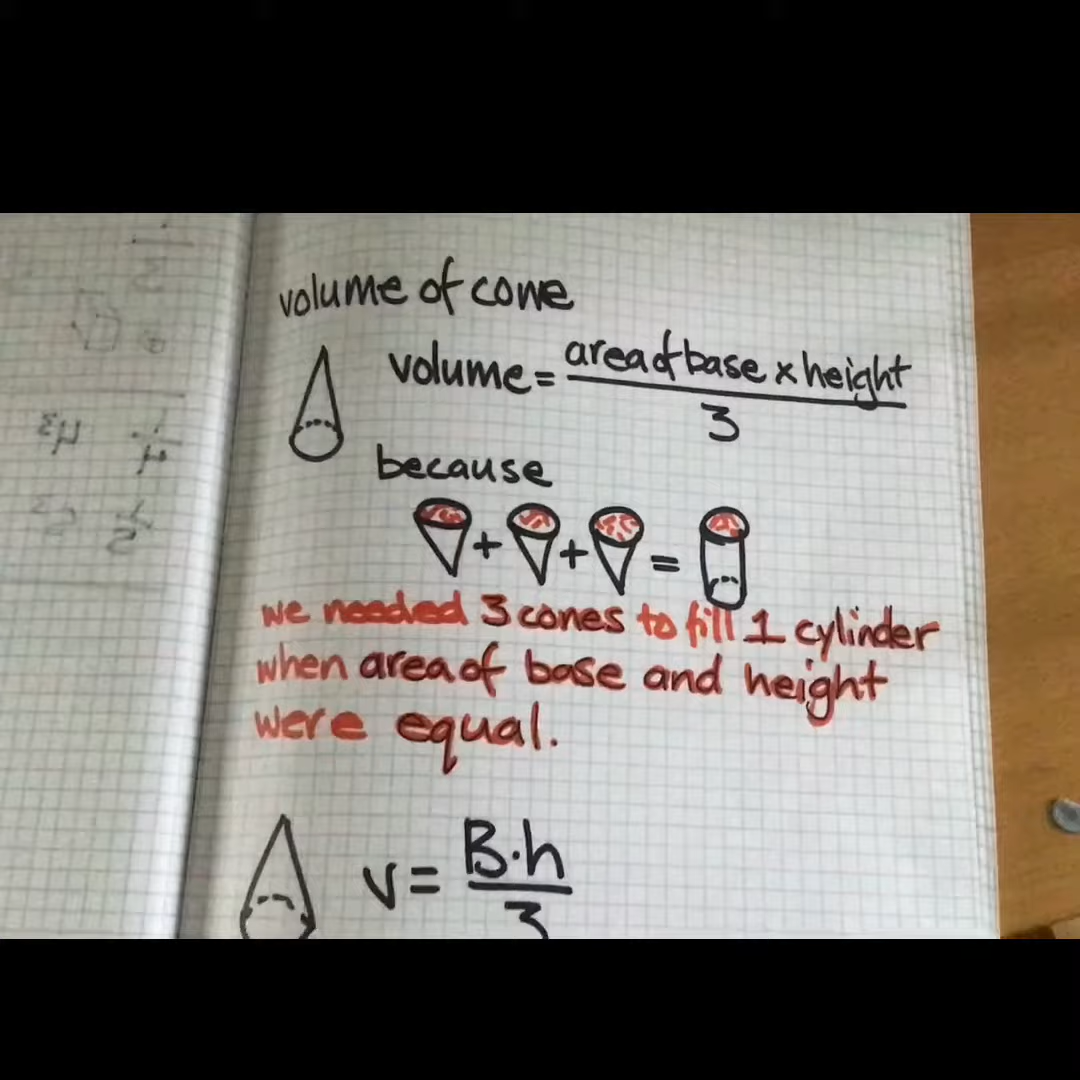 volume of cone
volume = area of base x height
3
because
+ + =
we needed 3 cones to fill 1 cylinder
when area of base and height
were equal.
V = B·h
3